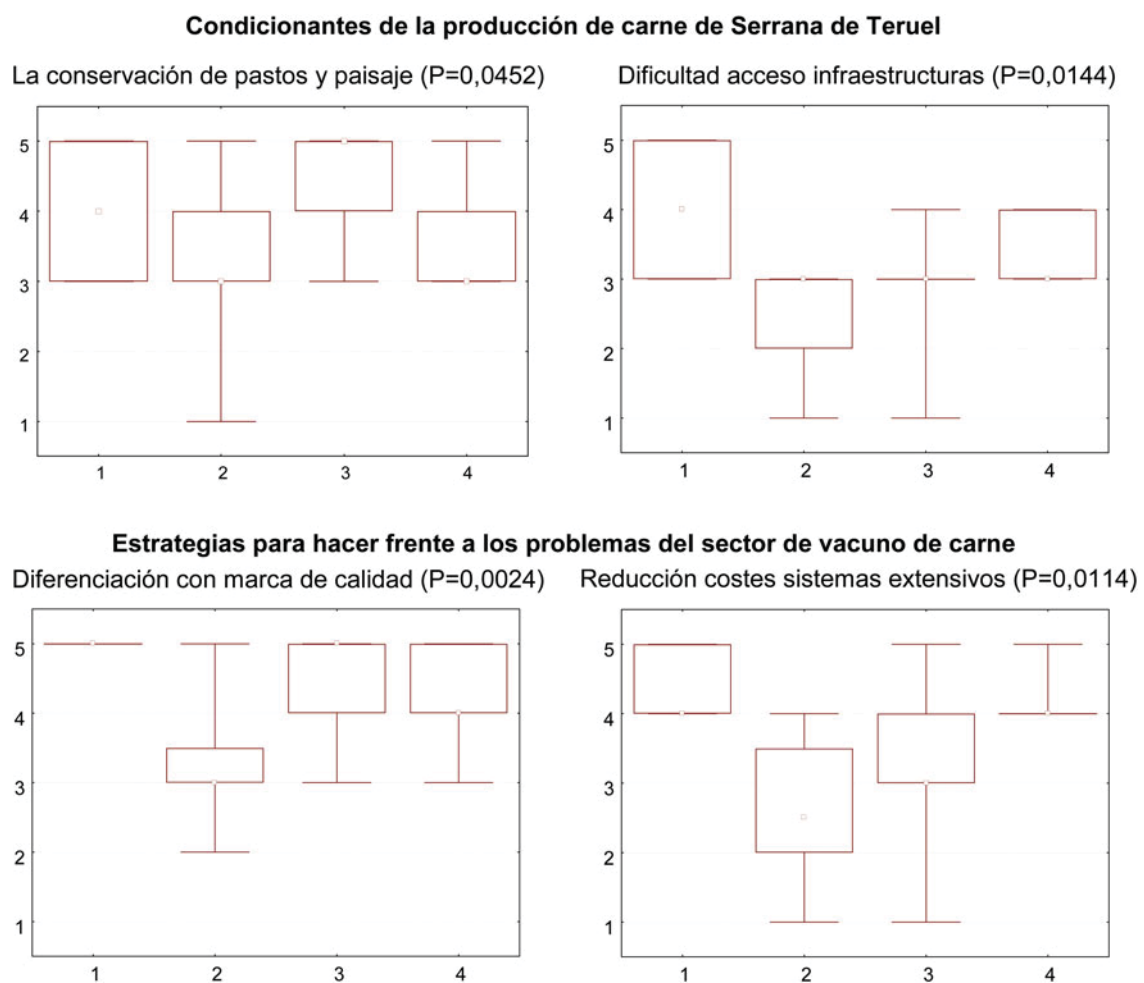 Condicionantes de la producción de carne de Serrana de Teruel
La conservación de pastos y paisaje (P=0,0452)
Dificultad acceso infraestructuras (P=0,0144)
5
4
3
2
1
1 2 3 4
5
4
3
2
1
1 2 3 4
Estrategias para hacer frente a los problemas del sector de vacuno de carne
Diferenciación con marca de calidad (P=0,0024)
Reducción costes sistemas extensivos (P=0,0114)
5
4
3
2
1
1 2 3 4
5
4
3
2
1
1 2 3 4